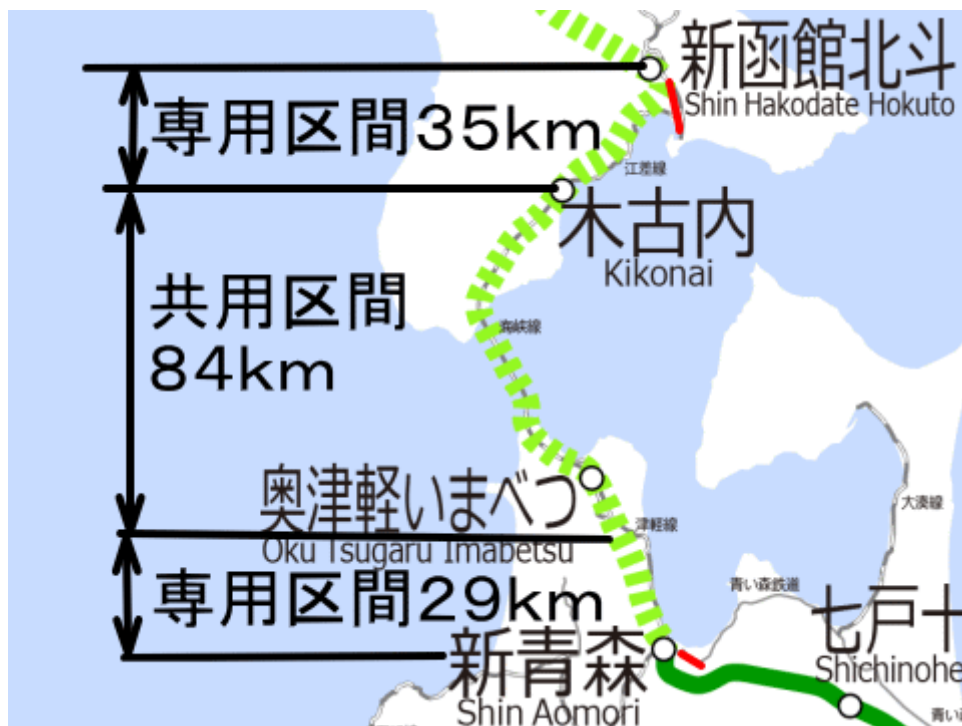 新函館北斗
Shin Hakodate Hokuto
専用区間35km
江差線
木古内
Kikonai
共用区間
84km
海峡線
奥津軽いまべつ
Oku Tsugaru Imabetsu
津軽線
大湊線
専用区間29km
青い森鉄道
七戸十
Shichinohe
新青森
Shin Aomori
青い森